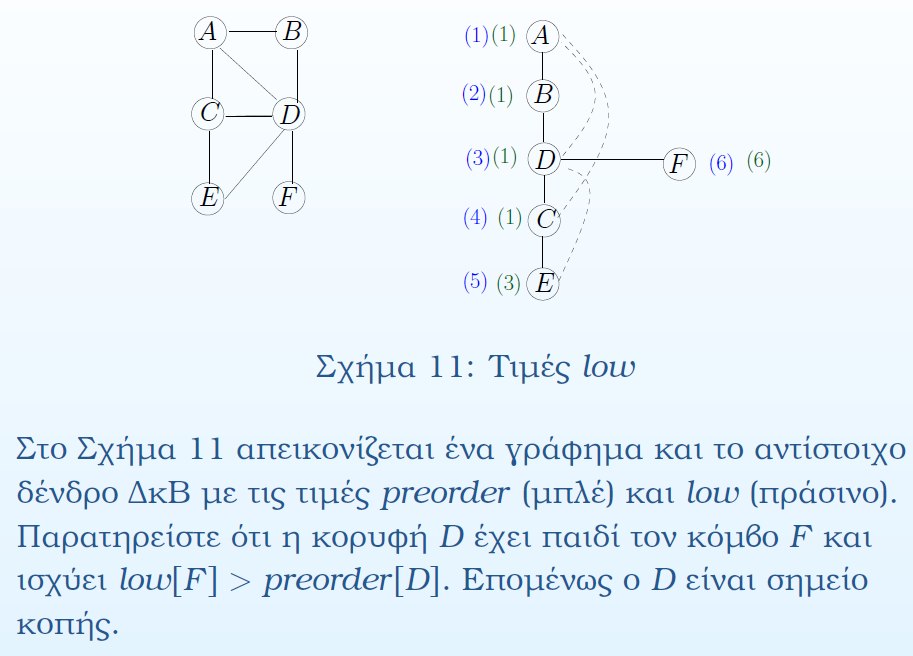 A B
C D
E F
(1) (1) A
(2) (1) B
(3) (1) D F (6) (6)
(4) (1) C
(5) (3) E
Σχήμα 11: Τιμές low
Στο Σχήμα 11 απεικονίζεται ένα γράφημα και το αντίστοιχο
δένδρο ΔκΒ με τις τιμές preorder (μπλέ) και low (πράσινο).
Παρατηρείστε ότι η κορυφή D έχει παιδί τον κόμβο F και
ισχύει low[F] > preorder[D]. Επομένως ο D είναι σημείο
κοπής.